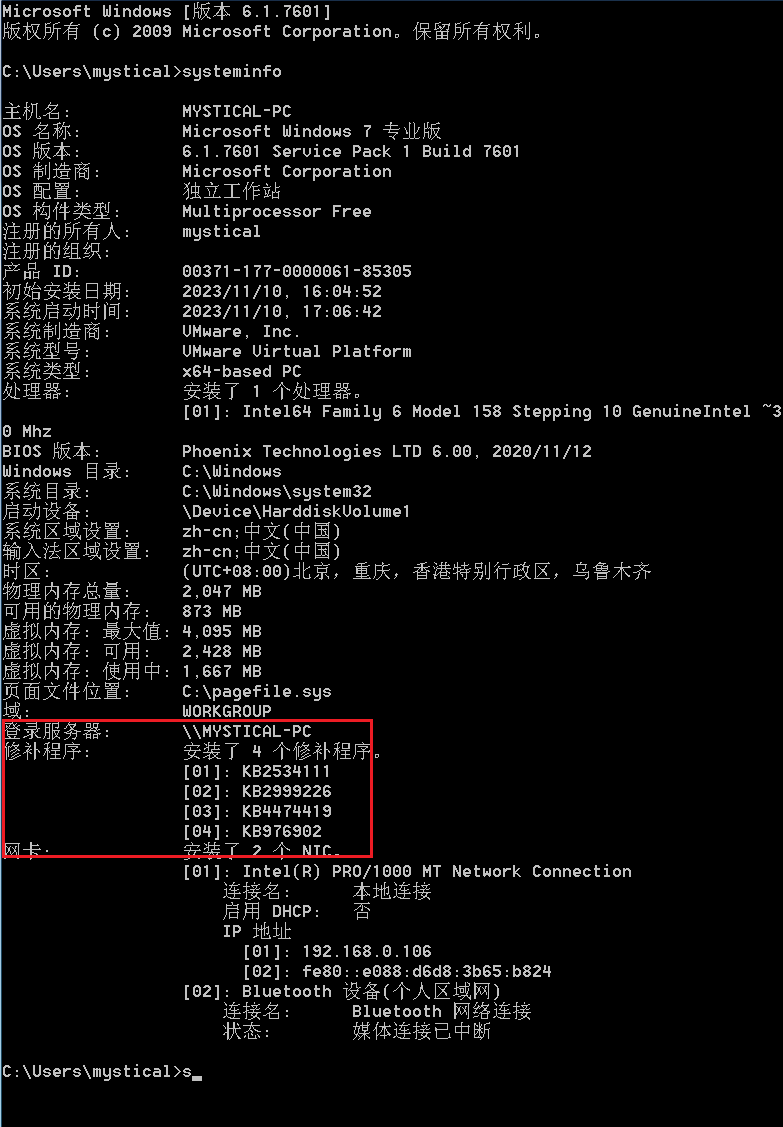 Microsoft Windows [版本 6.1.7601]
版权所有 (c) 2009 Microsoft Corporation。保留所有权利。
C:\Users\mystical>systeminfo
主机名: MYSTICAL-PC
OS 名称: Microsoft Windows 7 专业版
OS 版本: 6.1.7601 Service Pack 1 Build 7601
OS 制造商: Microsoft Corporation
OS 配置: 独立工作站
OS 构件类型: Multiprocessor Free
注册的所有人: mystical
注册的组织:
产品 ID: 00371-177-0000061-85305
初始安装日期: 2023/11/10, 16:04:52
系统启动时间: 2023/11/10, 17:06:42
系统制造商: VMware, Inc.
系统型号: VMware Virtual Platform
系统类型: x64-based PC
处理器: 安装了 1 个处理器。
[01]: Intel64 Family 6 Model 158 Stepping 10 GenuineIntel ~3
0 Mhz
BIOS 版本: Phoenix Technologies LTD 6.00, 2020/11/12
Windows 目录: C:\Windows
系统目录: C:\Windows\system32
启动设备: \Device\HarddiskVolume1
系统区域设置: zh-cn;中文(中国)
输入法区域设置: zh-cn;中文(中国)
时区: (UTC+08:00)北京，重庆，香港特别行政区，乌鲁木齐
物理内存总量: 2,047 MB
可用的物理内存: 873 MB
虚拟内存: 最大值: 4,095 MB
虚拟内存: 可用: 2,428 MB
虚拟内存: 使用中: 1,667 MB
页面文件位置: C:\pagefile.sys
域: WORKGROUP
登录服务器: \\MYSTICAL-PC
修补程序: 安装了 4 个修补程序。
[01]: KB2534111
[02]: KB2999226
[03]: KB4474419
[04]: KB976902
网卡: 安装了 2 个 NIC。
[01]: Intel(R) PRO/1000 MT Network Connection
连接名: 本地连接
启用 DHCP: 否
IP 地址
[01]: 192.168.0.106
[02]: fe80::e088:d6d8:3b65:b824
[02]: Bluetooth 设备(个人区域网)
连接名: Bluetooth 网络连接
状态: 媒体连接已中断
C:\Users\mystical>s_